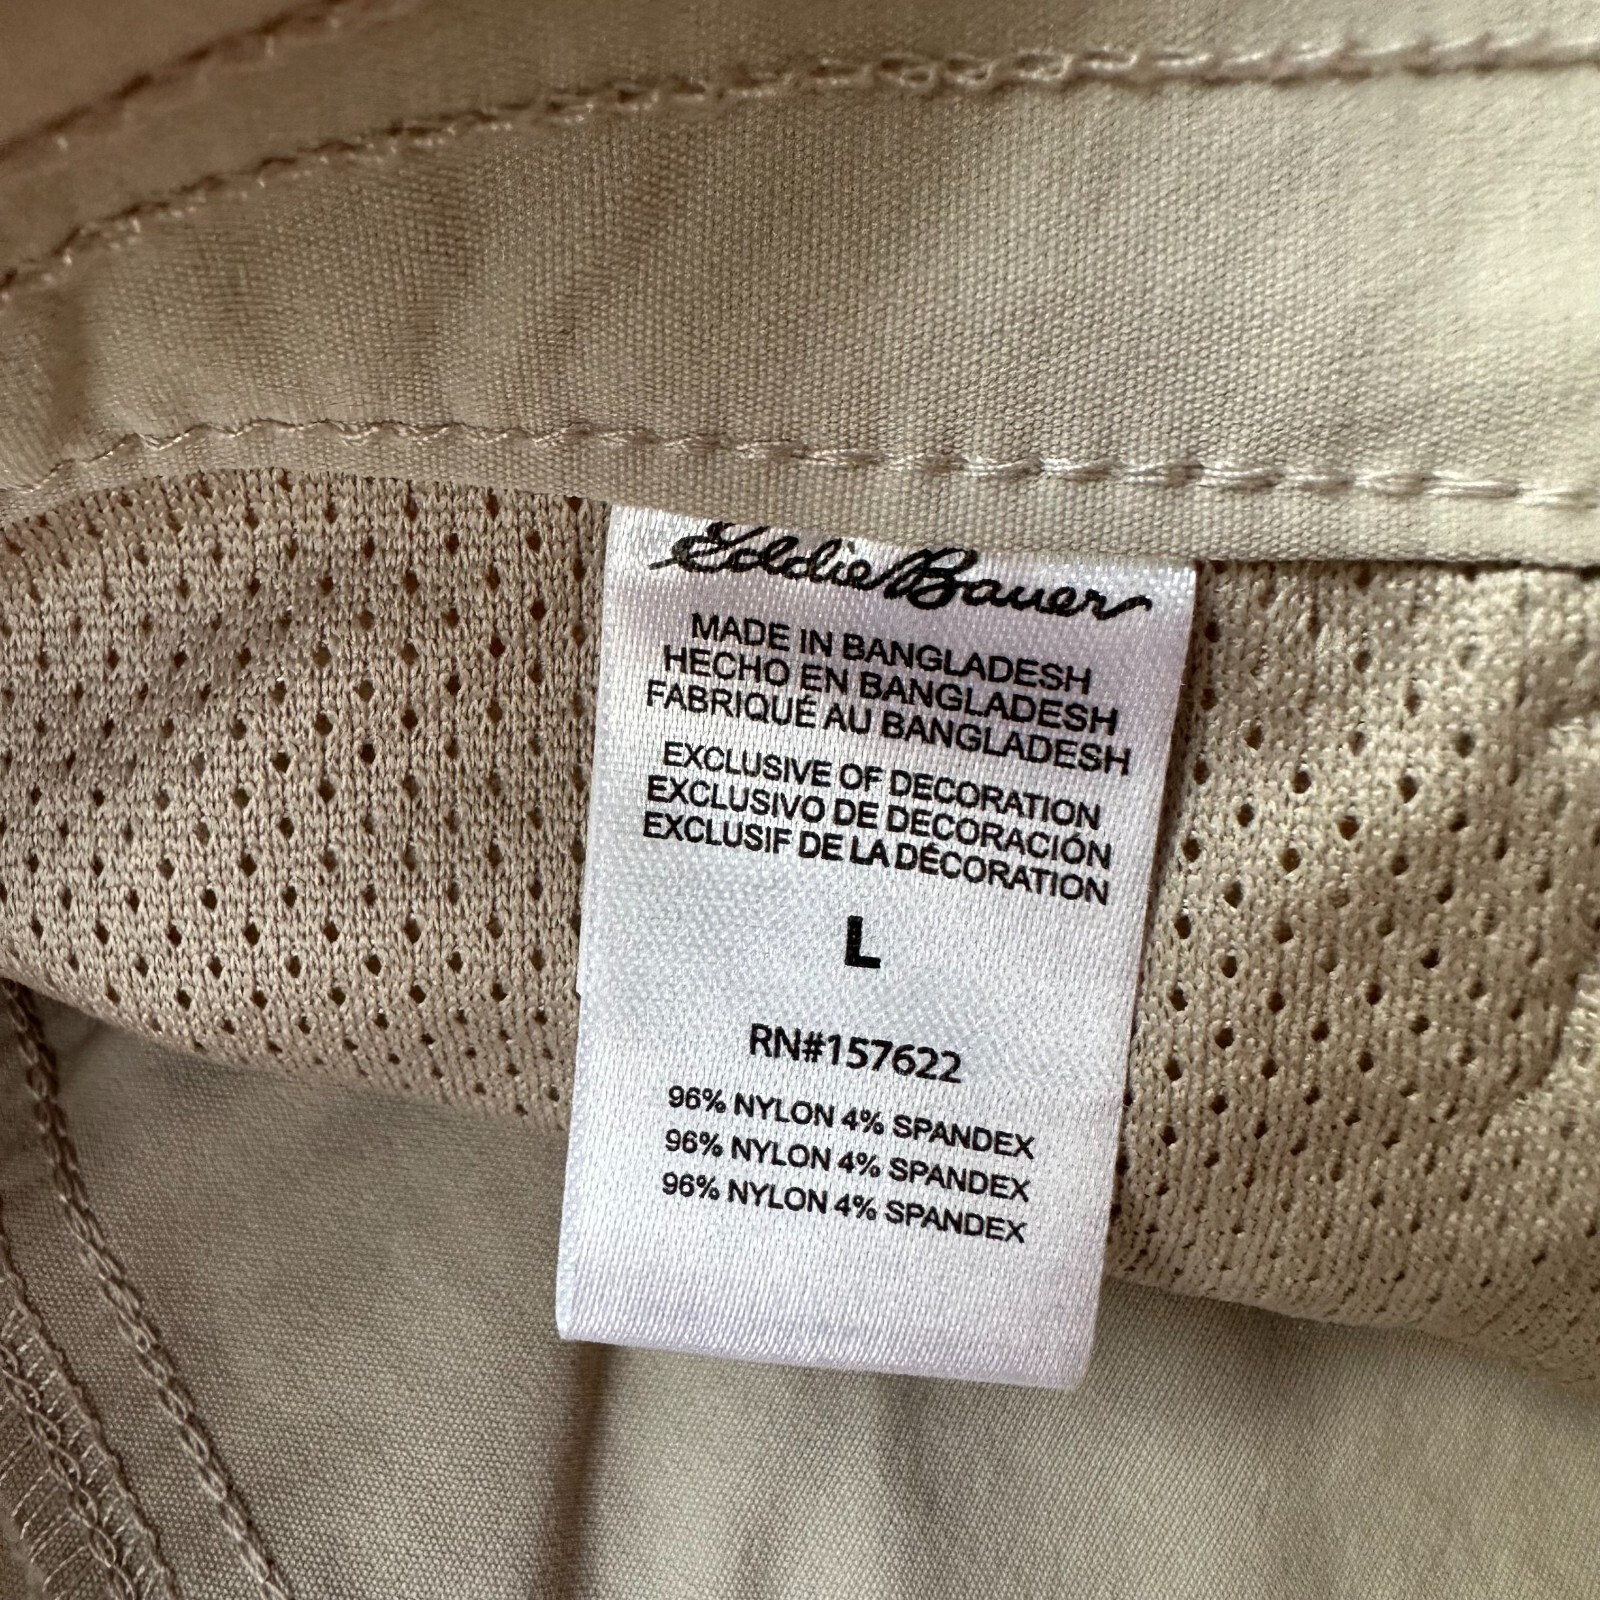 Eddie Bauer
MADE IN BANGLADESH
HECHO EN BANGLADESH
FABRIQUÉ AU BANGLADESH
EXCLUSIVE OF DECORATION
EXCLUSIVO DE DECORACIÓN
EXCLUSIF DE LA DÉCORATION
L
RN#157622
96% NYLON 4% SPANDEX
96% NYLON 4% SPANDEX
96% NYLON 4% SPANDEX